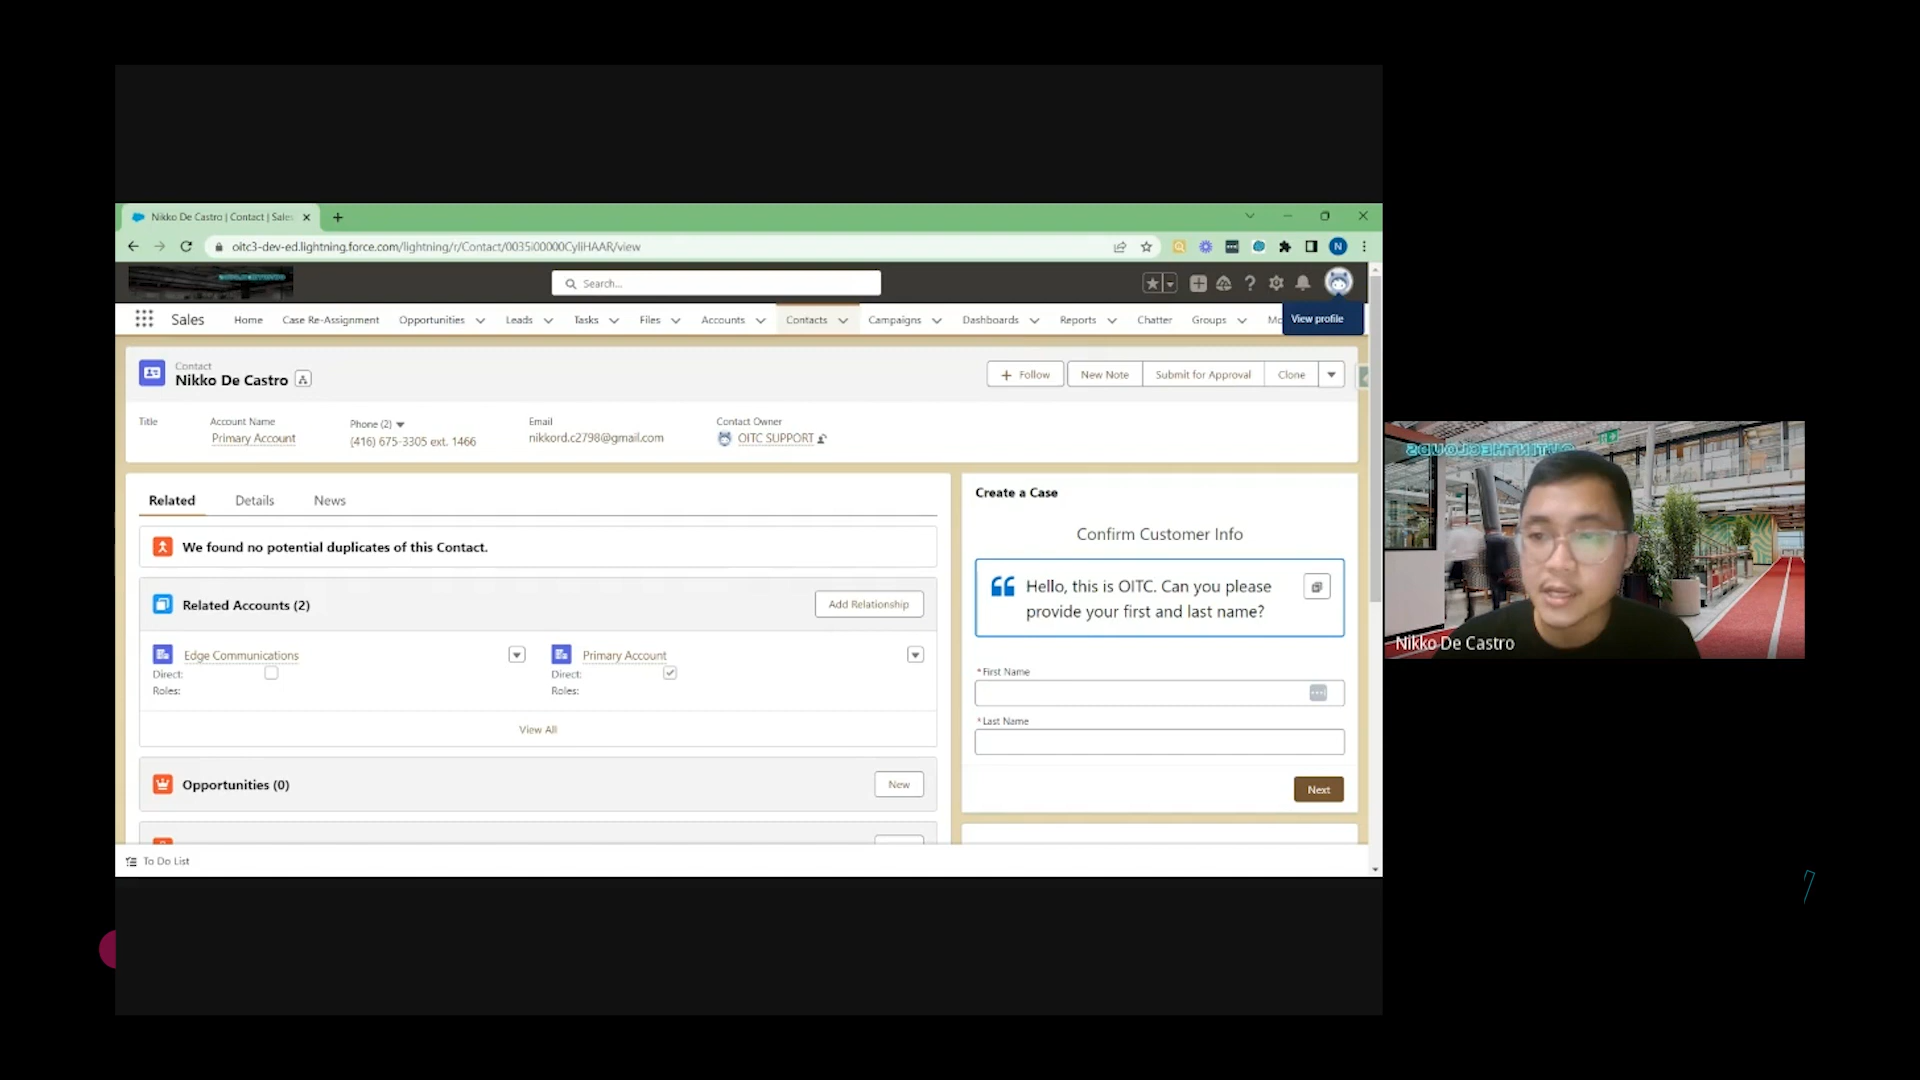 Nikko De Castro | Contact | Sales
oitc3-dev-ed.lightning.force.com/lightning/r/Contact/0035i00000CyliHAAR/view
N
Search...
Sales
Home
Case Re-Assignment
Opportunities
Leads
Tasks
Files
Accounts
Contacts
Campaigns
Dashboards
Reports
Chatter
Groups
Mo
View profile
Contact
Nikko De Castro
+ Follow
New Note
Submit for Approval
Clone
Title
Account Name
Primary Account
Phone (2)
(416) 675-3305 ext. 1466
Email
nikkord.c2798@gmail.com
Contact Owner
OITC SUPPORT
Related
Details
News
We found no potential duplicates of this Contact.
Related Accounts (2)
Add Relationship
Edge Communications
Direct:
Roles:
Primary Account
Direct:
Roles:
View All
Opportunities (0)
New
To Do List
Create a Case
Confirm Customer Info
Hello, this is OITC. Can you please
provide your first and last name?
*First Name
*Last Name
Next
OUTINTHECLOUDS
Nikko De Castro
7